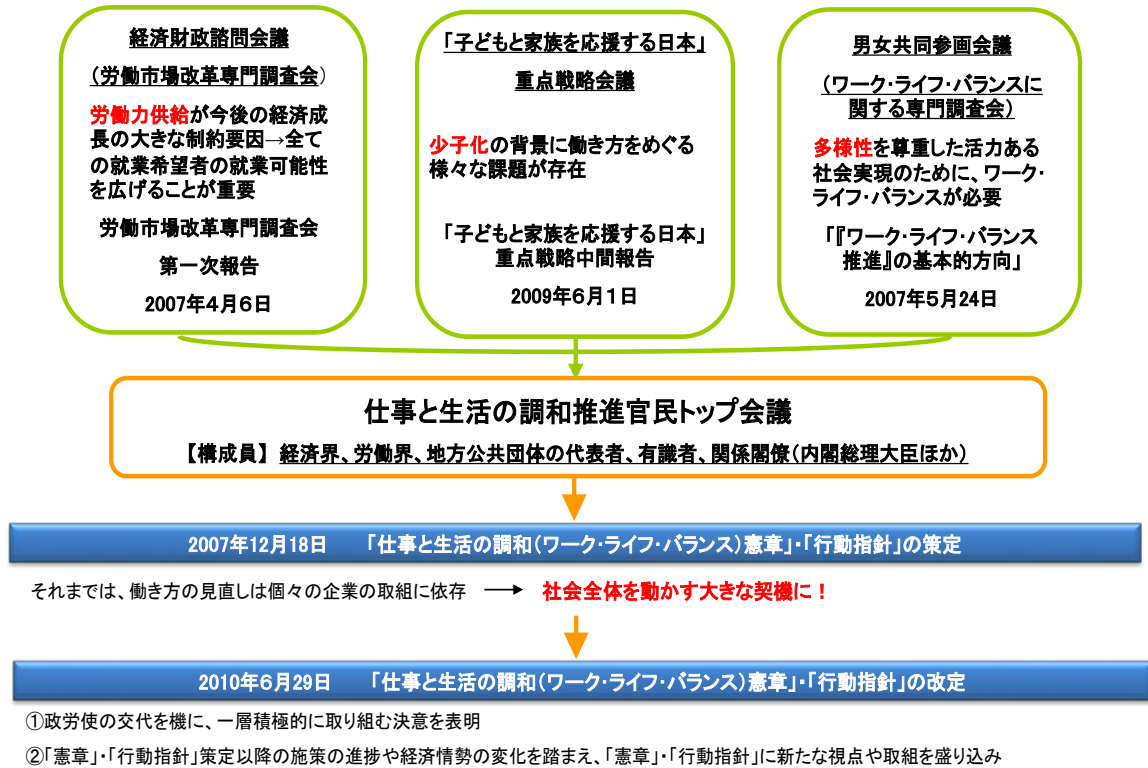 経済財政諮問会議
(労働市場改革専門調査会)
労働力供給が今後の経済成
長の大きな制約要因→全て
の就業希望者の就業可能性
を広げることが重要
労働市場改革専門調査会
第一次報告
2007年4月6日
「子どもと家族を応援する日本」
重点戦略会議
少子化の背景に働き方をめぐる
様々な課題が存在
「子どもと家族を応援する日本」
重点戦略中間報告
2009年6月1日
男女共同参画会議
(ワーク・ライフ・バランスに
関する専門調査会)
多様性を尊重した活力ある
社会実現のために、ワーク・
ライフ・バランスが必要
「『ワーク・ライフ・バランス
推進』の基本的方向」
2007年5月24日
仕事と生活の調和推進官民トップ会議
【構成員】 経済界、労働界、地方公共団体の代表者、有識者、関係閣僚(内閣総理大臣ほか)
2007年12月18日 「仕事と生活の調和(ワーク・ライフ・バランス)憲章」・「行動指針」の策定
それまでは、働き方の見直しは個々の企業の取組に依存 → 社会全体を動かす大きな契機に!
2010年6月29日 「仕事と生活の調和(ワーク・ライフ・バランス)憲章」・「行動指針」の改定
①政労使の交代を機に、一層積極的に取り組む決意を表明
②「憲章」・「行動指針」策定以降の施策の進捗や経済情勢の変化を踏まえ、「憲章」・「行動指針」に新たな視点や取組を盛り込み